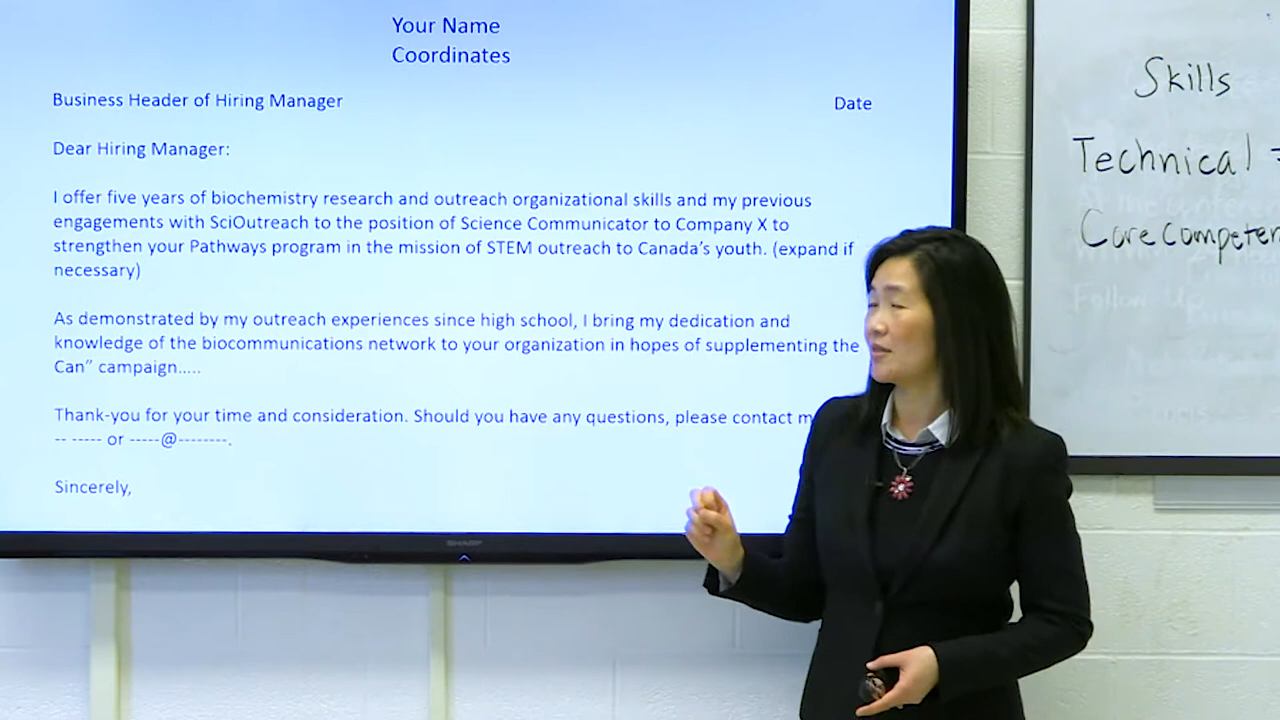 Your Name
Coordinates
Business Header of Hiring Manager
Date
Dear Hiring Manager:
I offer five years of biochemistry research and outreach organizational skills and my previous
engagements with SciOutreach to the position of Science Communicator to Company X to
strengthen your Pathways program in the mission of STEM outreach to Canada’s youth. (expand if
necessary)
As demonstrated by my outreach experiences since high school, I bring my dedication and
knowledge of the biocommunications network to your organization in hopes of supplementing the
Can” campaign.....
Thank-you for your time and consideration. Should you have any questions, please contact
-- ----- or -----@--------.
Sincerely,
SHARP
Skills
Technical
Core
Follow Up